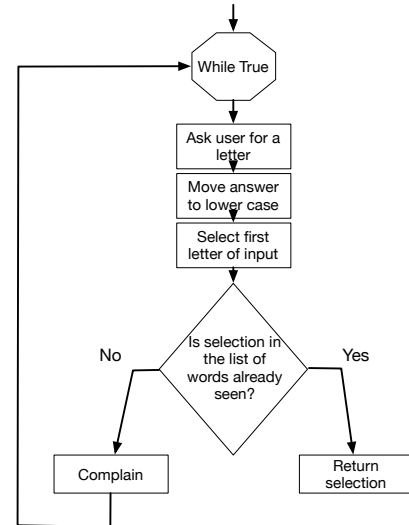 While True
Ask user for a
letter
Move answer
to lower case
Select first
letter of input
Is selection in
the list of
words already
seen?
No
Yes
Complain
Return
selection